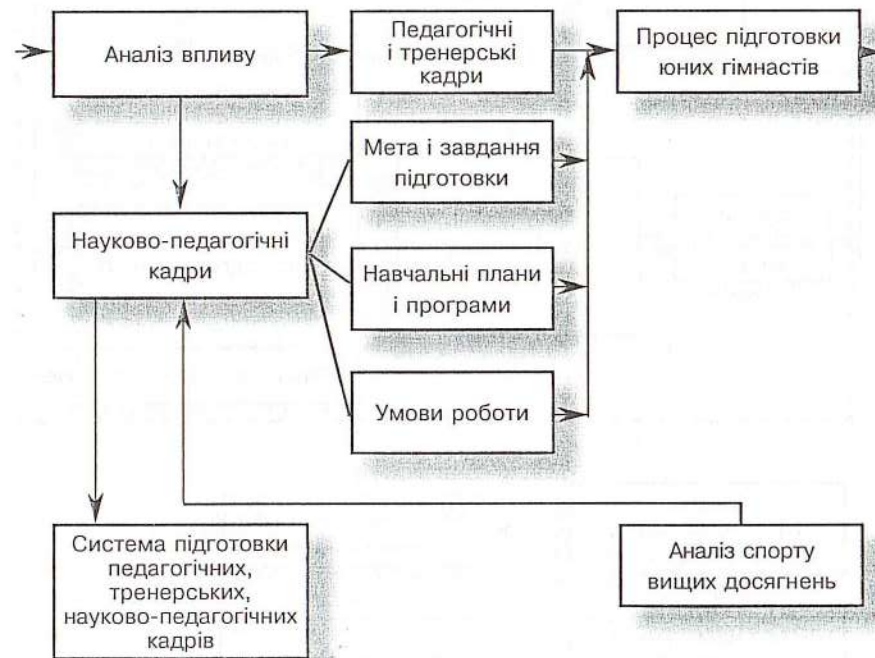 Аналіз впливу
Педагогічні
і тренерські
кадри
Процес підготовки
юних гімнастів
Мета і завдання
підготовки
Науково-педагогічні
кадри
Навчальні плани
і програми
Умови роботи
Система підготовки
педагогічних,
тренерських,
науково-педагогічних
кадрів
Аналіз спорту
вищих досягнень